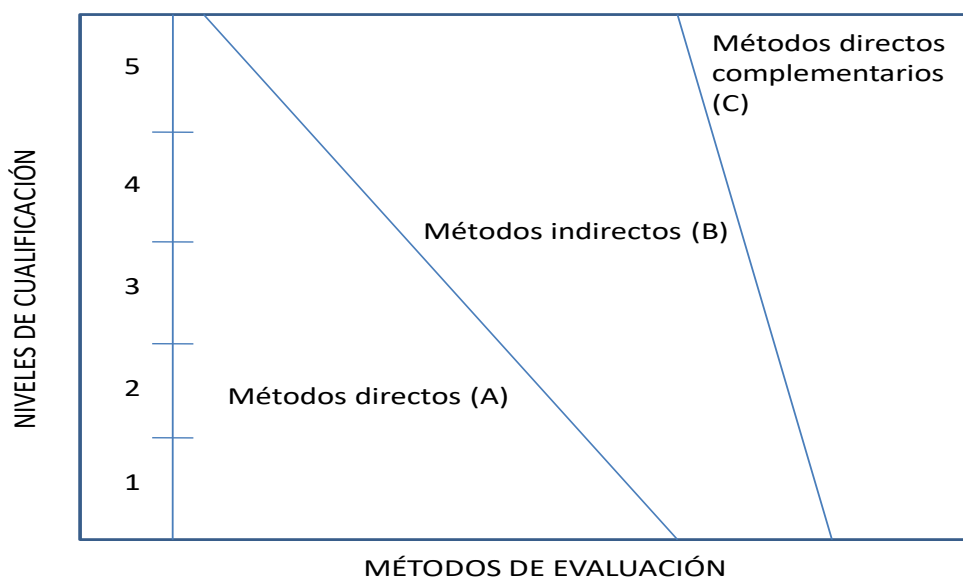 NIVELES DE CUALIFICACIÓN
5
4
3
2
1
Métodos directos
complementarios
(C)
Métodos indirectos (B)
Métodos directos (A)
MÉTODOS DE EVALUACIÓN